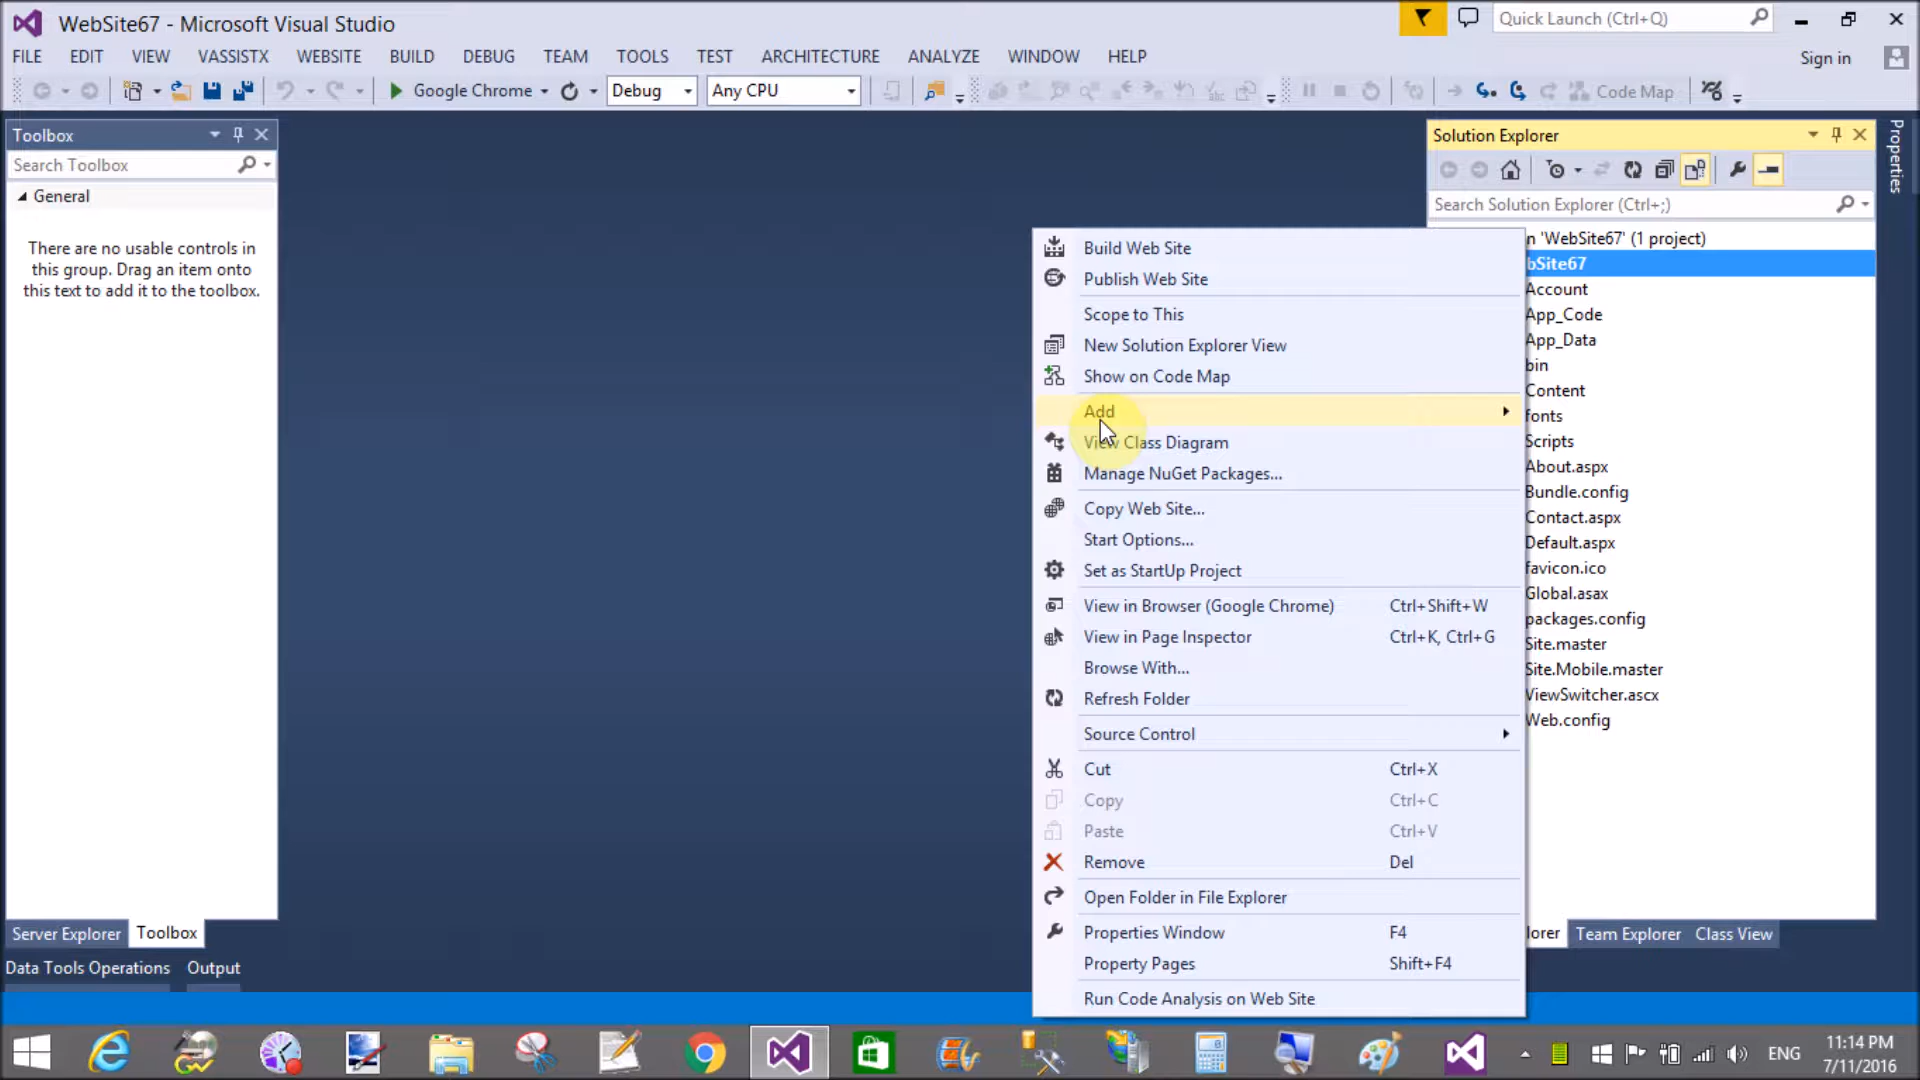 WebSite67 - Microsoft Visual Studio
Quick Launch (Ctrl+Q)
FILE EDIT VIEW VASSISTX WEBSITE BUILD DEBUG TEAM TOOLS TEST ARCHITECTURE ANALYZE WINDOW HELP
Sign in
Google Chrome Debug Any CPU Code Map
Toolbox
Search Toolbox
General
There are no usable controls in
this group. Drag an item onto
this text to add it to the toolbox.
Build Web Site
Publish Web Site
Scope to This
New Solution Explorer View
Show on Code Map
Add
View Class Diagram
Manage NuGet Packages...
Copy Web Site...
Start Options...
Set as StartUp Project
View in Browser (Google Chrome) Ctrl+Shift+W
View in Page Inspector Ctrl+K, Ctrl+G
Browse With...
Refresh Folder
Source Control
Cut Ctrl+X
Copy Ctrl+C
Paste Ctrl+V
Remove Del
Open Folder in File Explorer
Properties Window F4
Property Pages Shift+F4
Run Code Analysis on Web Site
Solution Explorer
Search Solution Explorer (Ctrl+;)
n 'WebSite67' (1 project)
bSite67
Account
App_Code
App_Data
bin
Content
fonts
Scripts
About.aspx
Bundle.config
Contact.aspx
Default.aspx
favicon.ico
Global.asax
packages.config
Site.master
Site.Mobile.master
ViewSwitcher.ascx
Web.config
Properties
Server Explorer Toolbox
lorer Team Explorer Class View
Data Tools Operations Output
ENG
11:14 PM
7/11/2016